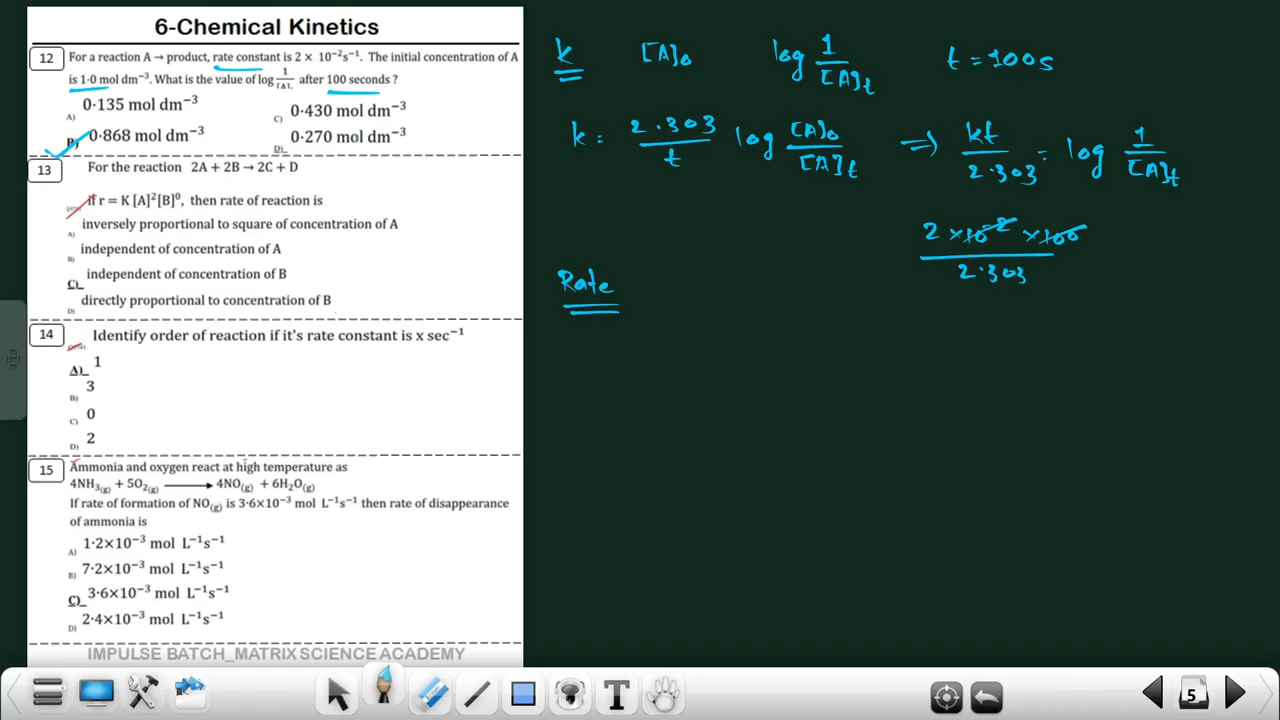 6-Chemical Kinetics
12
For a reaction A → product, rate constant is 2 × 10⁻²s⁻¹. The initial concentration of A
is 1·0 mol dm⁻³. What is the value of log 1/[A]ₜ after 100 seconds ?
A) 0·135 mol dm⁻³
C) 0·430 mol dm⁻³
B) 0·868 mol dm⁻³
D) 0·270 mol dm⁻³
13
For the reaction 2A + 2B → 2C + D
if r = K [A]²[B]⁰, then rate of reaction is
A) inversely proportional to square of concentration of A
B) independent of concentration of A
C) independent of concentration of B
D) directly proportional to concentration of B
14
Identify order of reaction if it's rate constant is x sec⁻¹
A) 1
B) 3
C) 0
D) 2
15
Ammonia and oxygen react at high temperature as
4NH₃(g) + 5O₂(g) ⟶ 4NO(g) + 6H₂O(g)
If rate of formation of NO(g) is 3·6×10⁻³ mol L⁻¹s⁻¹ then rate of disappearance
of ammonia is
A) 1·2×10⁻³ mol L⁻¹s⁻¹
B) 7·2×10⁻³ mol L⁻¹s⁻¹
C) 3·6×10⁻³ mol L⁻¹s⁻¹
D) 2·4×10⁻³ mol L⁻¹s⁻¹
IMPULSE BATCH_MATRIX SCIENCE ACADEMY
k [A]₀ log 1/[A]t t = 100s
k = 2.303/t log [A]₀/[A]t ⇒ kt/2.303 = log 1/[A]t
2 × 10⁻² × 100 / 2.303
Rate
T
5